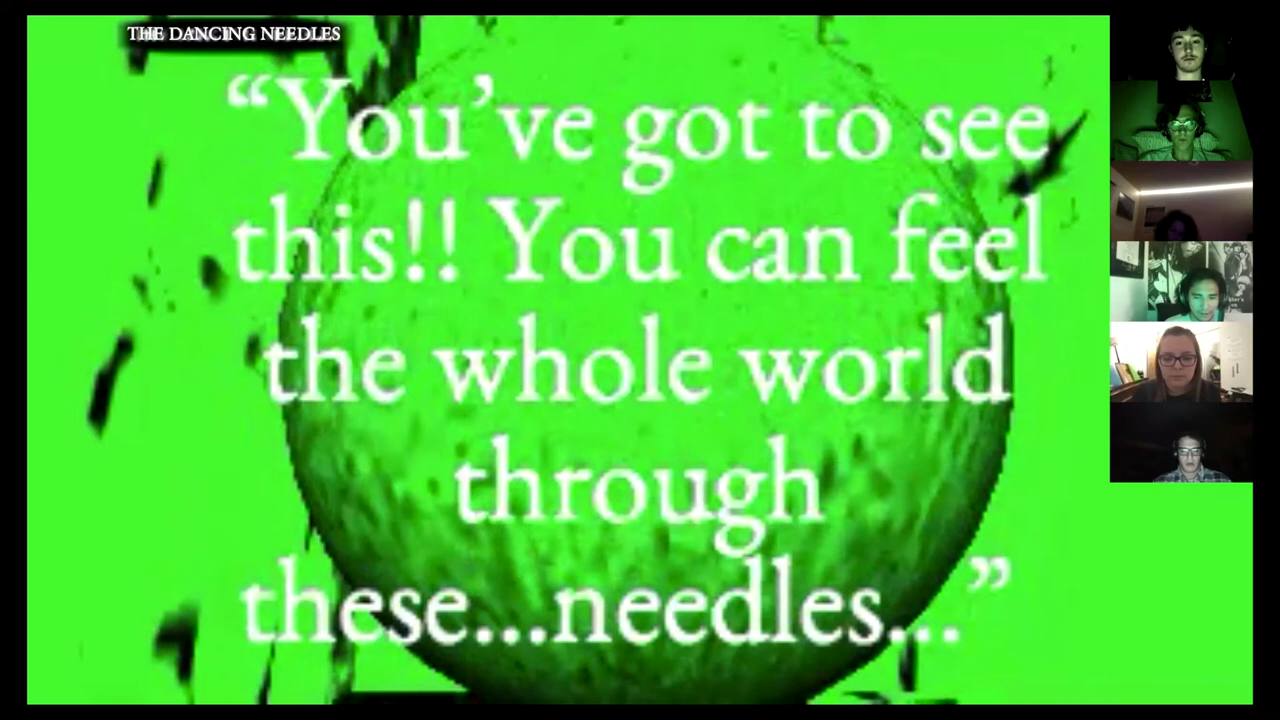 THE DANCING NEEDLES
“You’ve got to see
this!! You can feel
the whole world
through
these...needles...”